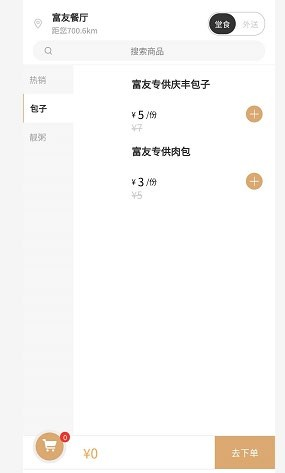 富友餐厅
距您700.6km
堂食 外送
搜索商品
热销
包子
靓粥
富友专供庆丰包子
¥ 5 /份
¥7
富友专供肉包
¥ 3 /份
¥5
0
¥0
去下单